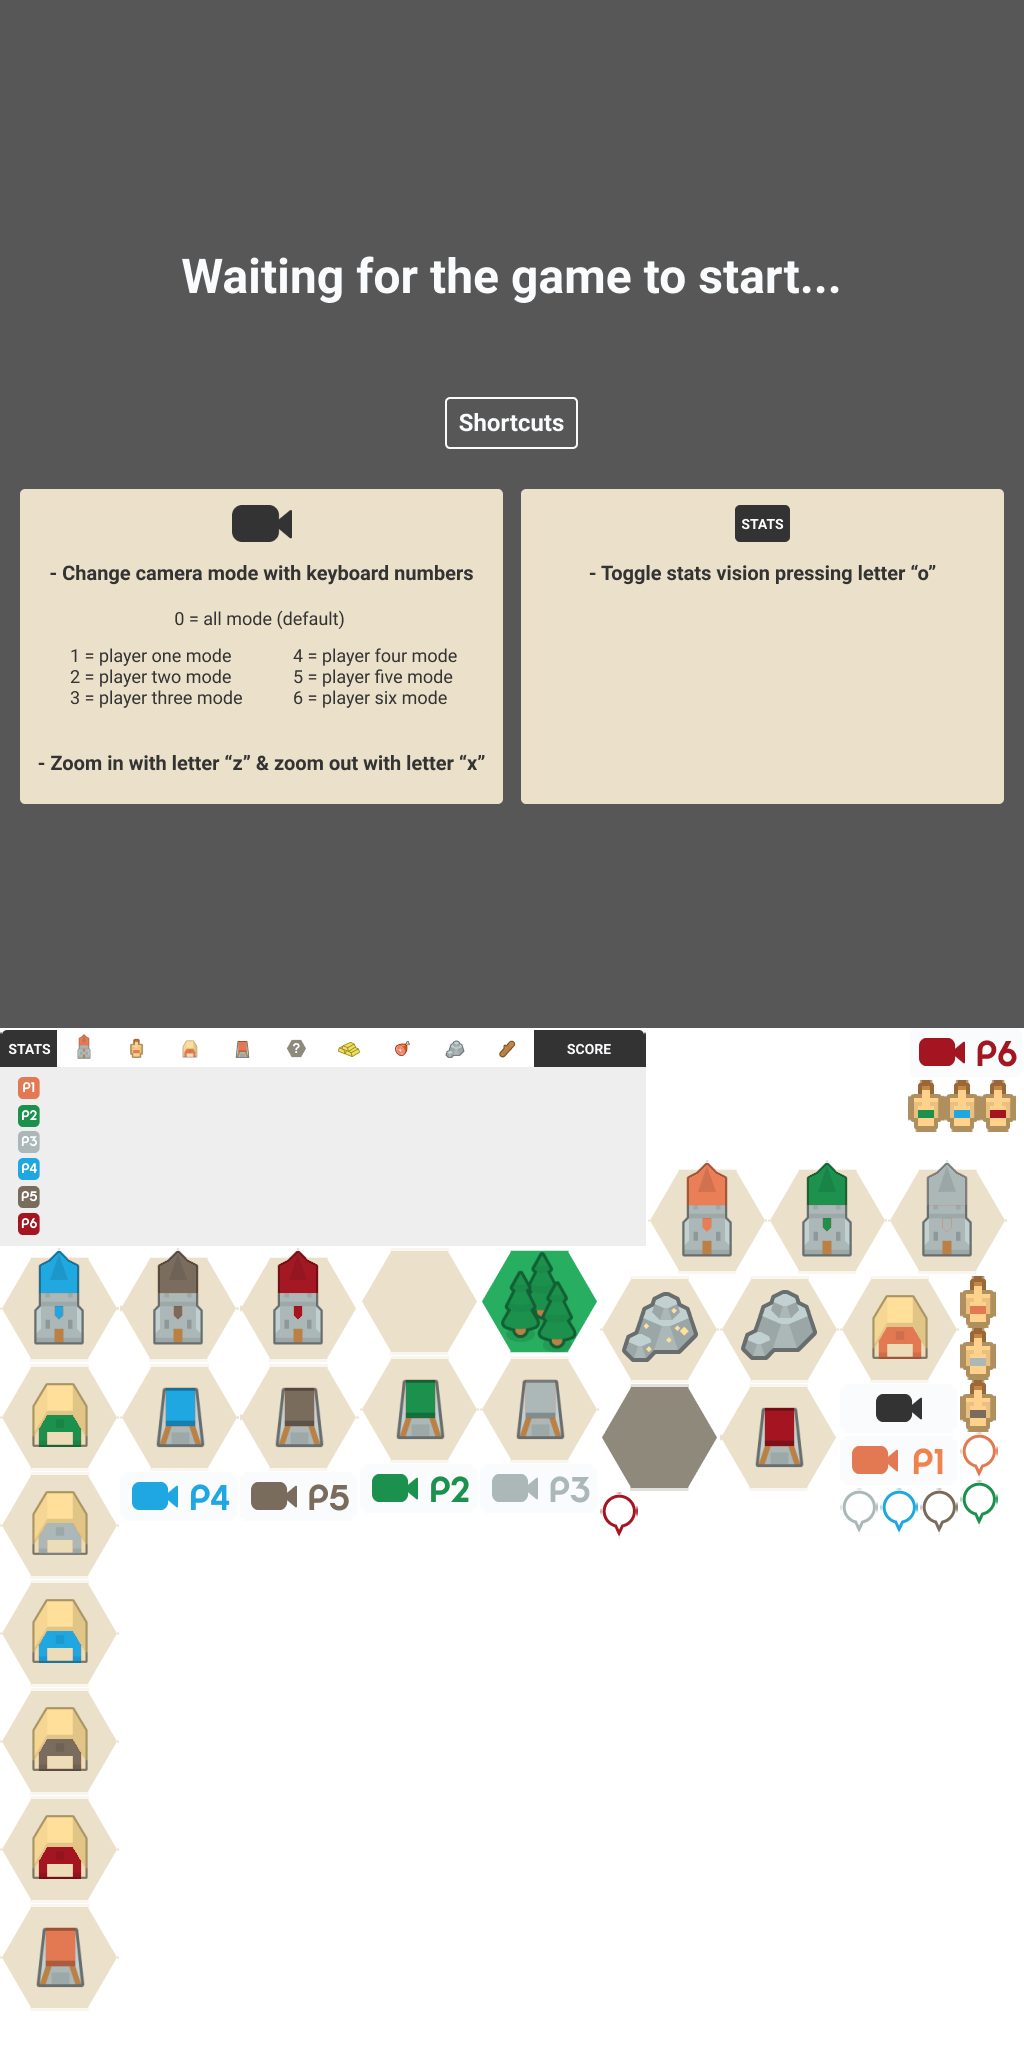 Waiting for the game to start...
Shortcuts
- Change camera mode with keyboard numbers
0 = all mode (default)
1 = player one mode
2 = player two mode
3 = player three mode
4 = player four mode
5 = player five mode
6 = player six mode
- Zoom in with letter “z” & zoom out with letter “x”
STATS
- Toggle stats vision pressing letter “o”
STATS ? SCORE
P1
P2
P3
P4
P5
P6
P6
P1
P4
P5
P2
P3